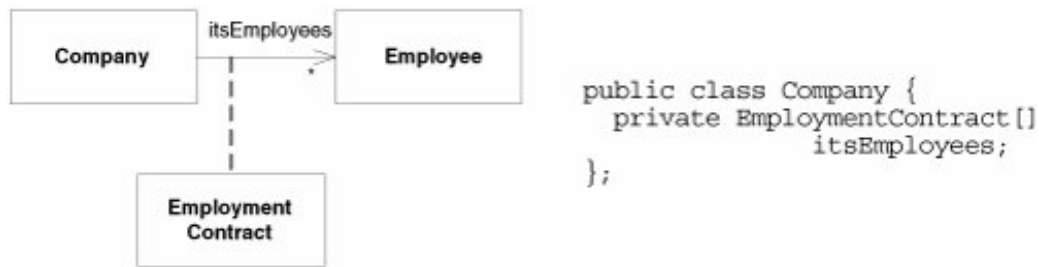 itsEmployees
Company
Employee
*
Employment
Contract
public class Company {
private EmploymentContract[]
itsEmployees;
};